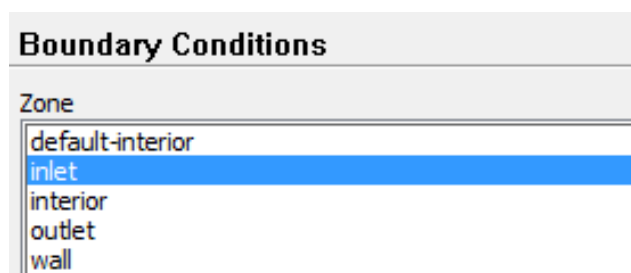 Boundary Conditions
Zone
default-interior
inlet
interior
outlet
wall